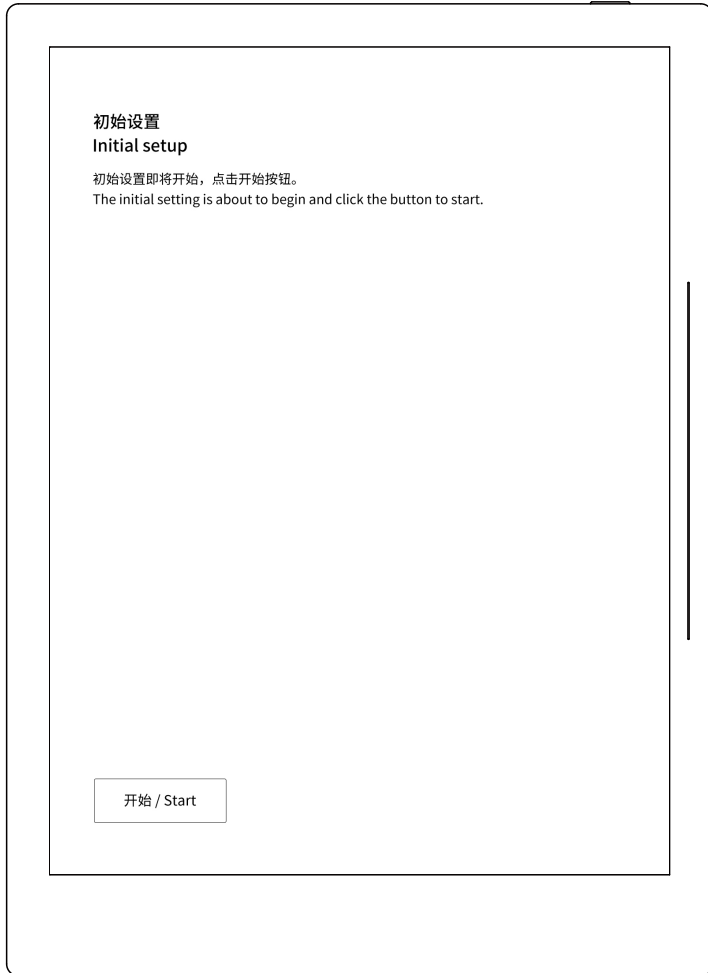 初始设置
Initial setup
初始设置即将开始，点击开始按钮。
The initial setting is about to begin and click the button to start.
开始 / Start